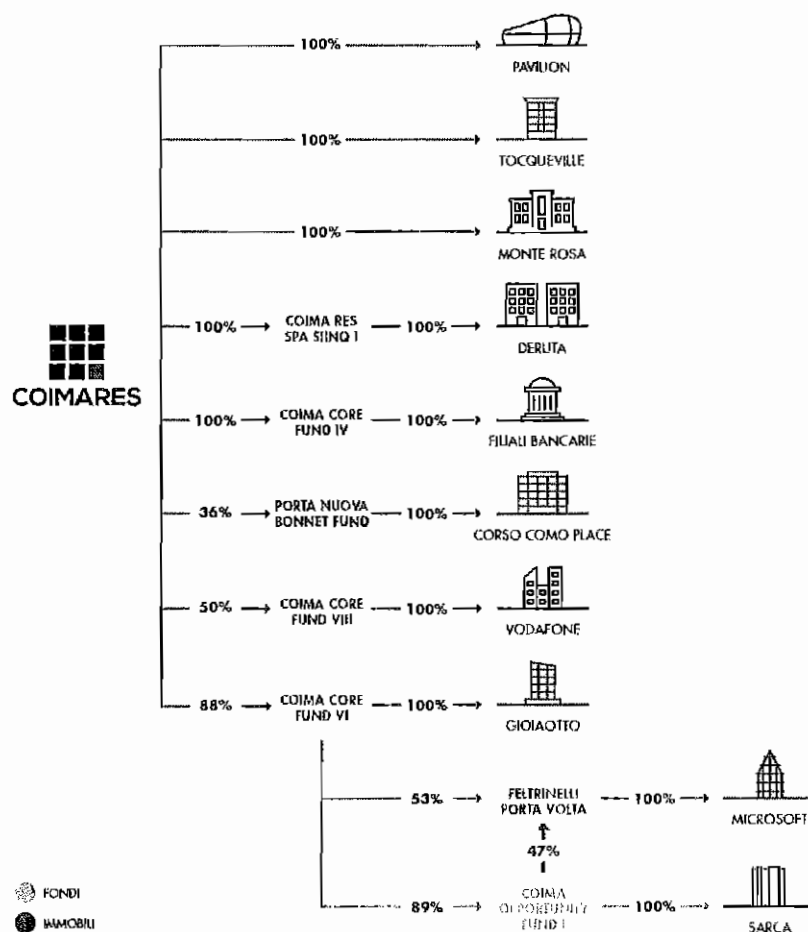 100%
PAVILION
100%
TOCQUEVILLE
100%
MONTE ROSA
100%
COIMA RES
SPA SIINQ I
100%
DERUTA
COIMARES
100%
COIMA CORE
FUND IV
100%
FILIALI BANCARIE
36%
PORTA NUOVA
BONNET FUND
100%
CORSO COMO PLACE
50%
COIMA CORE
FUND VIII
100%
VODAFONE
88%
COIMA CORE
FUND VI
100%
GIOIAOTTO
53%
FELTRINELLI
PORTA VOLTA
100%
MICROSOFT
47%
89%
COIMA
OPPORTUNITY
FUND I
100%
SARCA
FONDI
IMMOBILI